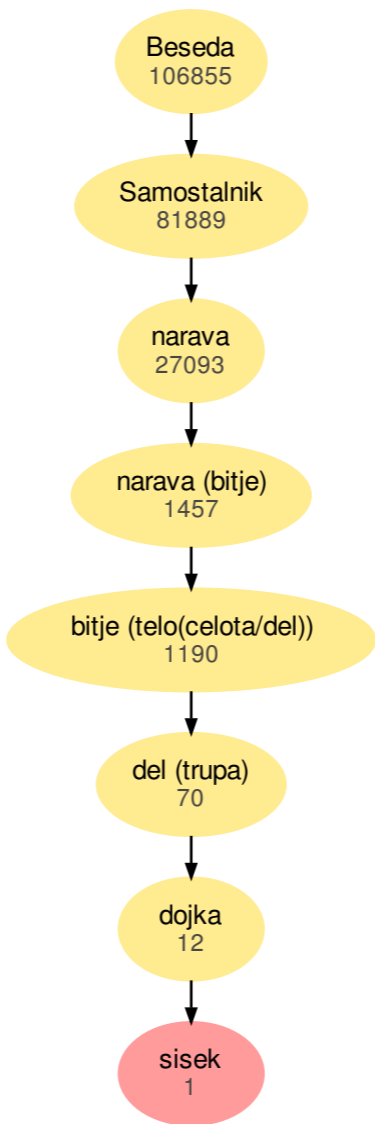 Beseda
106855
Samostalnik
81889
narava
27093
narava (bitje)
1457
bitje (telo(celota/del))
1190
del (trupa)
70
dojka
12
sisek
1